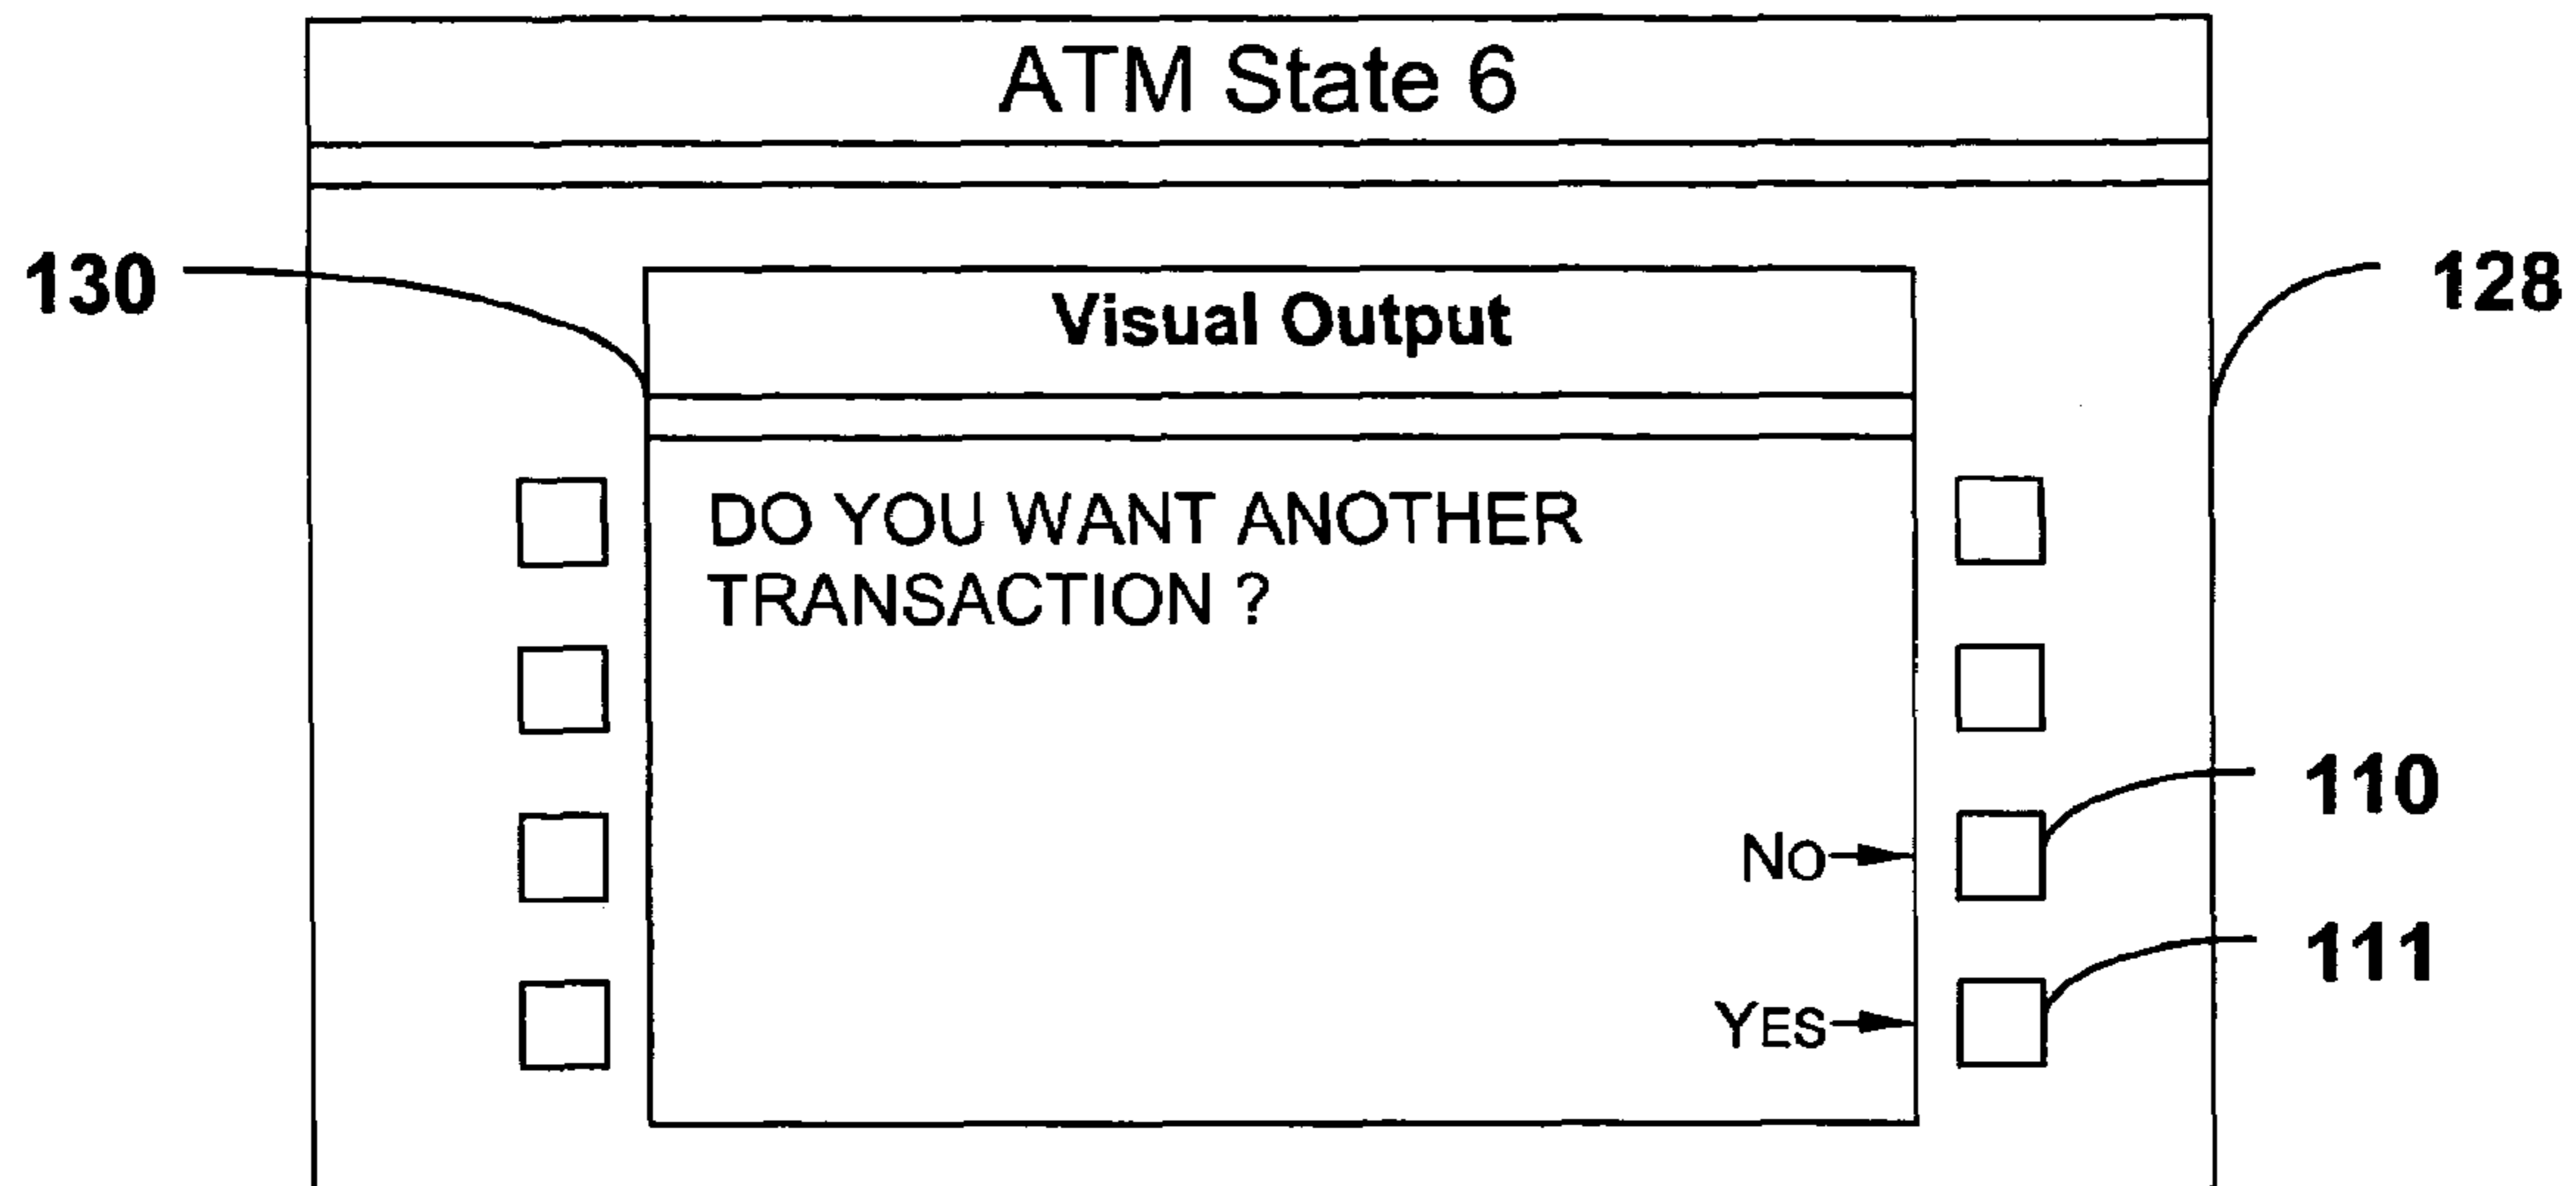 ATM State 6
130
Visual Output
128
DO YOU WANT ANOTHER
TRANSACTION ?
110
NO
111
YES